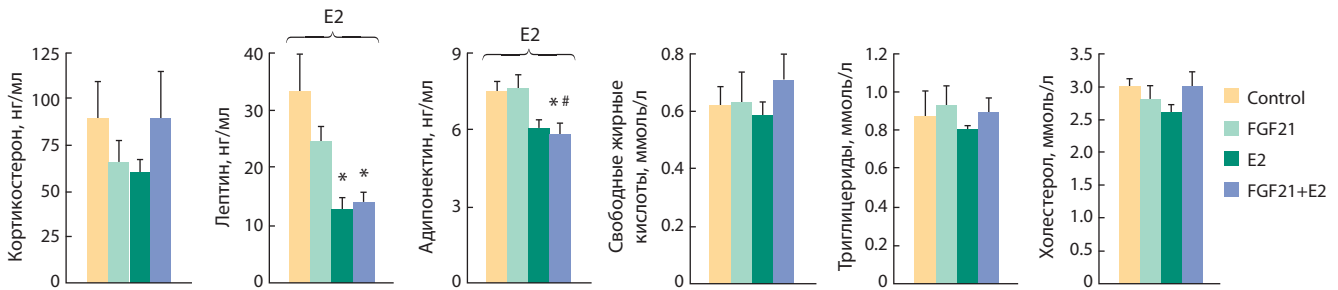 Кортикостерон, нг/мл
125
100
75
50
25
0
E2
Лептин, нг/мл
40
30
20
10
0
* *
E2
Адипонектин, нг/мл
9
6
3
0
* #
Свободные жирные
кислоты, ммоль/л
0.8
0.6
0.4
0.2
0
Триглицериды, ммоль/л
1.2
1.0
0.8
0.6
0.4
0.2
0
Холестерол, ммоль/л
3.5
3.0
2.5
2.0
1.5
1.0
0.5
0
Control
FGF21
E2
FGF21+E2